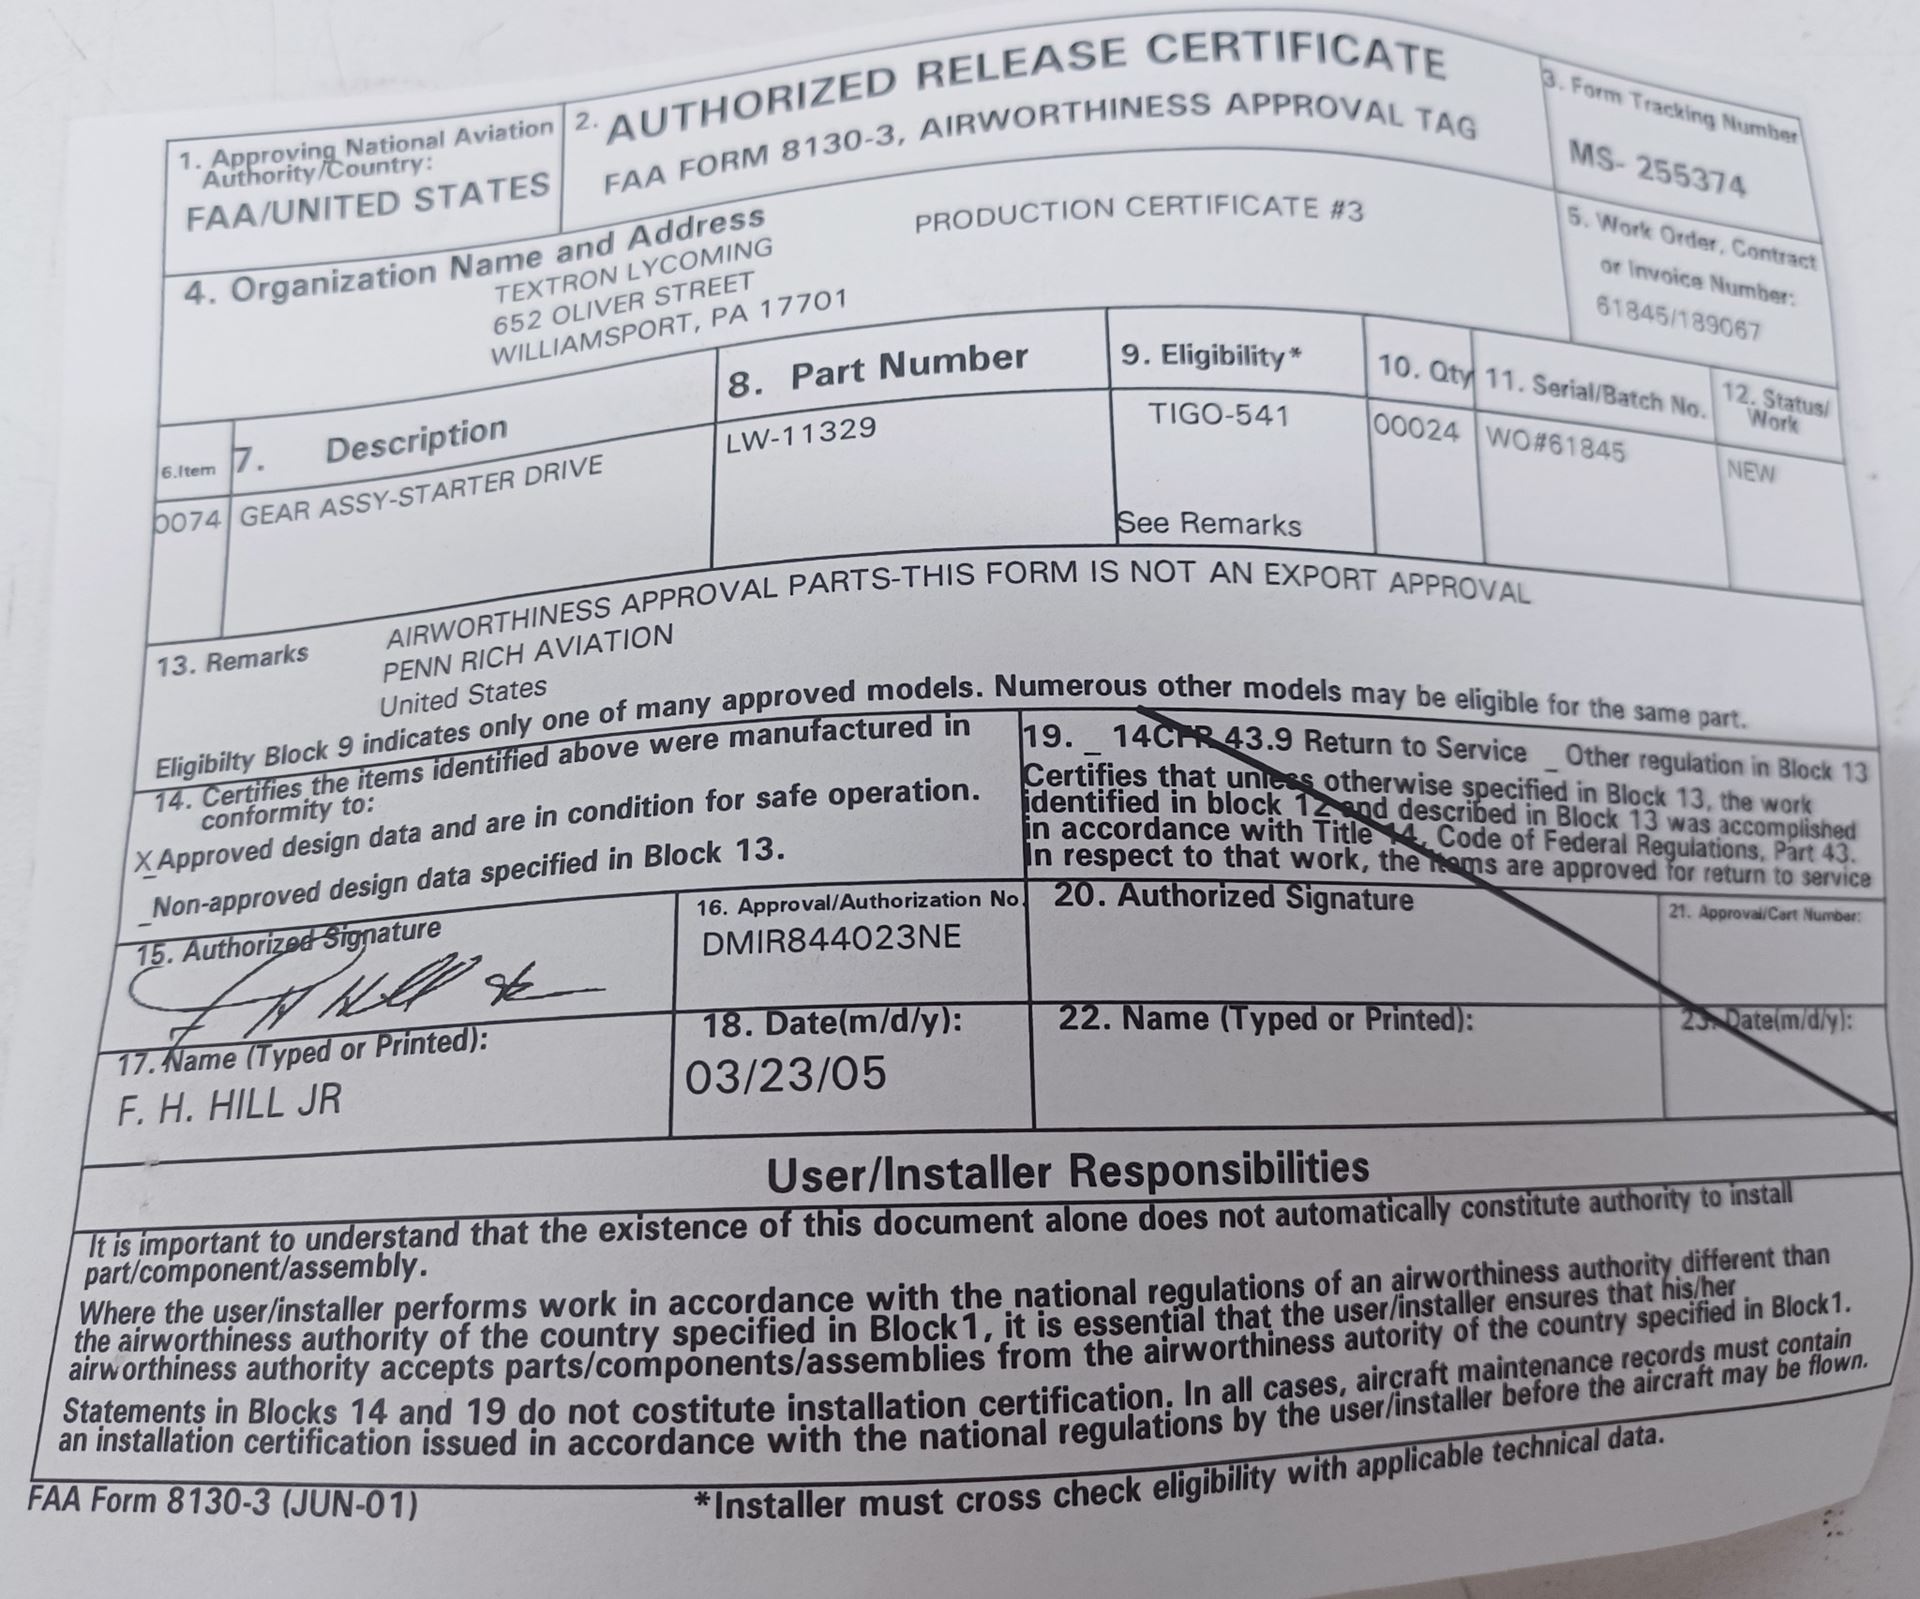 1. Approving National Aviation
Authority/Country:
FAA/UNITED STATES
2. AUTHORIZED RELEASE CERTIFICATE
FAA FORM 8130-3, AIRWORTHINESS APPROVAL TAG
3. Form Tracking Number
MS- 255374
4. Organization Name and Address
TEXTRON LYCOMING
652 OLIVER STREET
WILLIAMSPORT, PA 17701
PRODUCTION CERTIFICATE #3
5. Work Order, Contract
or Invoice Number:
61845/189067
6.Item
7. Description
8. Part Number
9. Eligibility*
10. Qty
11. Serial/Batch No.
12. Status/
Work
0074
GEAR ASSY-STARTER DRIVE
LW-11329
TIGO-541
See Remarks
00024
WO#61845
NEW
13. Remarks
AIRWORTHINESS APPROVAL PARTS-THIS FORM IS NOT AN EXPORT APPROVAL
PENN RICH AVIATION
United States
Eligibilty Block 9 indicates only one of many approved models. Numerous other models may be eligible for the same part.
14. Certifies the items identified above were manufactured in
conformity to:
X Approved design data and are in condition for safe operation.
_Non-approved design data specified in Block 13.
19. _ 14CFR 43.9 Return to Service _ Other regulation in Block 13
Certifies that unless otherwise specified in Block 13, the work
identified in block 12 and described in Block 13 was accomplished
in accordance with Title 14, Code of Federal Regulations, Part 43.
in respect to that work, the items are approved for return to service
15. Authorized Signature
16. Approval/Authorization No.
DMIR844023NE
20. Authorized Signature
21. Approval/Cert Number:
17. Name (Typed or Printed):
F. H. HILL JR
18. Date(m/d/y):
03/23/05
22. Name (Typed or Printed):
23. Date(m/d/y):
User/Installer Responsibilities
It is important to understand that the existence of this document alone does not automatically constitute authority to install
part/component/assembly.
Where the user/installer performs work in accordance with the national regulations of an airworthiness authority different than
the airworthiness authority of the country specified in Block1, it is essential that the user/installer ensures that his/her
airworthiness authority accepts parts/components/assemblies from the airworthiness autority of the country specified in Block1.
Statements in Blocks 14 and 19 do not costitute installation certification. In all cases, aircraft maintenance records must contain
an installation certification issued in accordance with the national regulations by the user/installer before the aircraft may be flown.
FAA Form 8130-3 (JUN-01)
*Installer must cross check eligibility with applicable technical data.